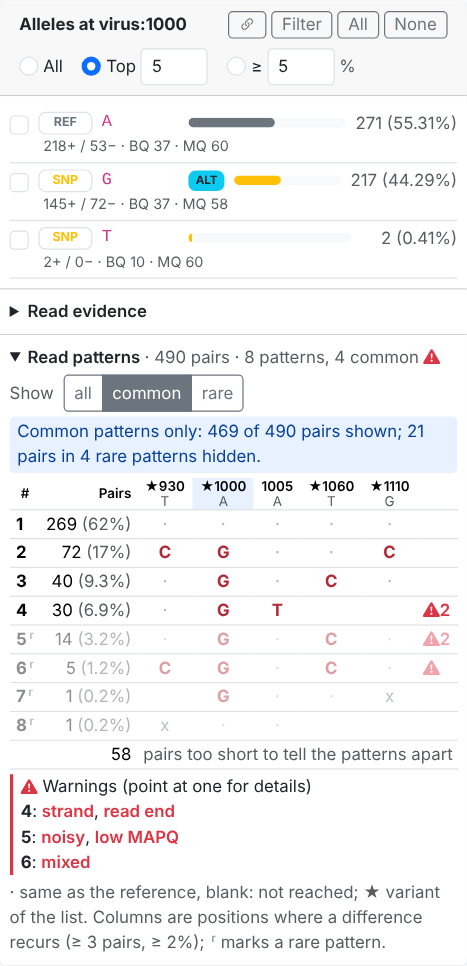 Alleles at virus:1000
Filter All None
All Top 5 ≥ 5 %
REF A 271 (55.31%)
218+ / 53− · BQ 37 · MQ 60
SNP G ALT 217 (44.29%)
145+ / 72− · BQ 37 · MQ 58
SNP T 2 (0.41%)
2+ / 0− · BQ 10 · MQ 60
▶ Read evidence
▼ Read patterns · 490 pairs · 8 patterns, 4 common ⚠
Show all common rare
Common patterns only: 469 of 490 pairs shown; 21
pairs in 4 rare patterns hidden.
# Pairs ★930 ★1000 1005 ★1060 ★1110
T A A T G
1 269 (62%) · · · · ·
2 72 (17%) C G · · C
3 40 (9.3%) · G · C ·
4 30 (6.9%) · G T · · ⚠2
5 r 14 (3.2%) · G · C · ⚠2
6 r 5 (1.2%) C G · C · ⚠
7 r 1 (0.2%) · G · · x
8 r 1 (0.2%) x · ·
58 pairs too short to tell the patterns apart
⚠ Warnings (point at one for details)
4: strand, read end
5: noisy, low MAPQ
6: mixed
· same as the reference, blank: not reached; ★ variant
of the list. Columns are positions where a difference
recurs (≥ 3 pairs, ≥ 2%); r marks a rare pattern.